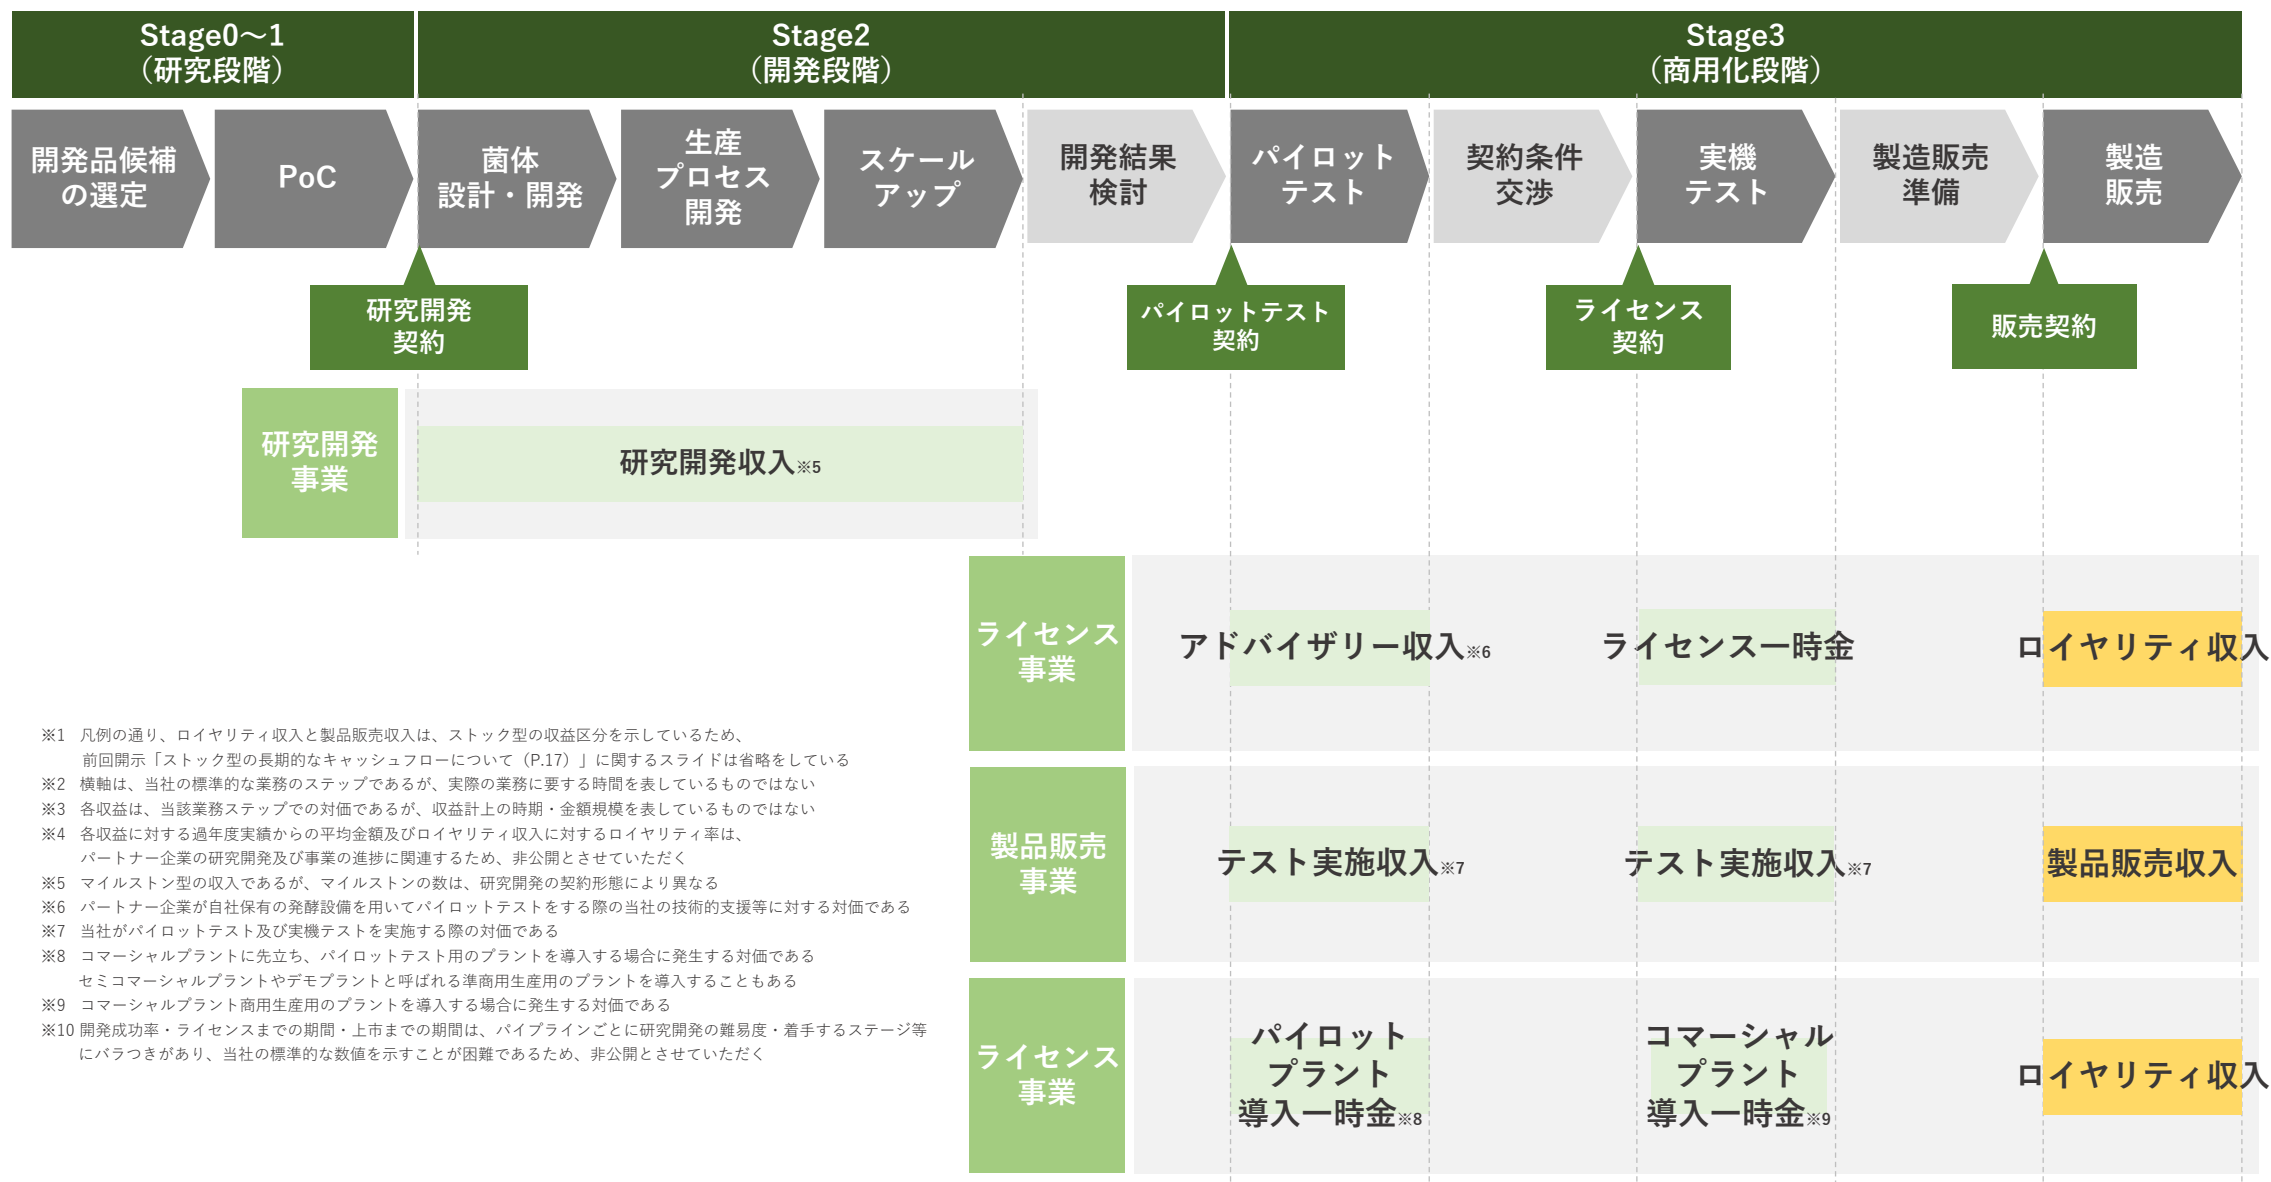 Stage0～1
（研究段階）
Stage2
（開発段階）
Stage3
（商用化段階）
開発品候補
の選定
PoC
菌体
設計・開発
生産
プロセス
開発
スケール
アップ
開発結果
検討
パイロット
テスト
契約条件
交渉
実機
テスト
製造販売
準備
製造
販売
研究開発
契約
パイロットテスト
契約
ライセンス
契約
販売契約
研究開発
事業
研究開発収入※5
ライセンス
事業
アドバイザリー収入※6
ライセンス一時金
ロイヤリティ収入
製品販売
事業
テスト実施収入※7
テスト実施収入※7
製品販売収入
ライセンス
事業
パイロット
プラント
導入一時金※8
コマーシャル
プラント
導入一時金※9
ロイヤリティ収入
※1 凡例の通り、ロイヤリティ収入と製品販売収入は、ストック型の収益区分を示しているため、
前回開示「ストック型の長期的なキャッシュフローについて（P.17）」に関するスライドは省略をしている
※2 横軸は、当社の標準的な業務のステップであるが、実際の業務に要する時間を表しているものではない
※3 各収益は、当該業務ステップでの対価であるが、収益計上の時期・金額規模を表しているものではない
※4 各収益に対する過年度実績からの平均金額及びロイヤリティ収入に対するロイヤリティ率は、
パートナー企業の研究開発及び事業の進捗に関連するため、非公開とさせていただく
※5 マイルストン型の収入であるが、マイルストンの数は、研究開発の契約形態により異なる
※6 パートナー企業が自社保有の発酵設備を用いてパイロットテストをする際の当社の技術的支援等に対する対価である
※7 当社がパイロットテスト及び実機テストを実施する際の対価である
※8 コマーシャルプラントに先立ち、パイロットテスト用のプラントを導入する場合に発生する対価である
セミコマーシャルプラントやデモプラントと呼ばれる準商用生産用のプラントを導入することもある
※9 コマーシャルプラント商用生産用のプラントを導入する場合に発生する対価である
※10 開発成功率・ライセンスまでの期間・上市までの期間は、パイプラインごとに研究開発の難易度・着手するステージ等
にバラつきがあり、当社の標準的な数値を示すことが困難であるため、非公開とさせていただく